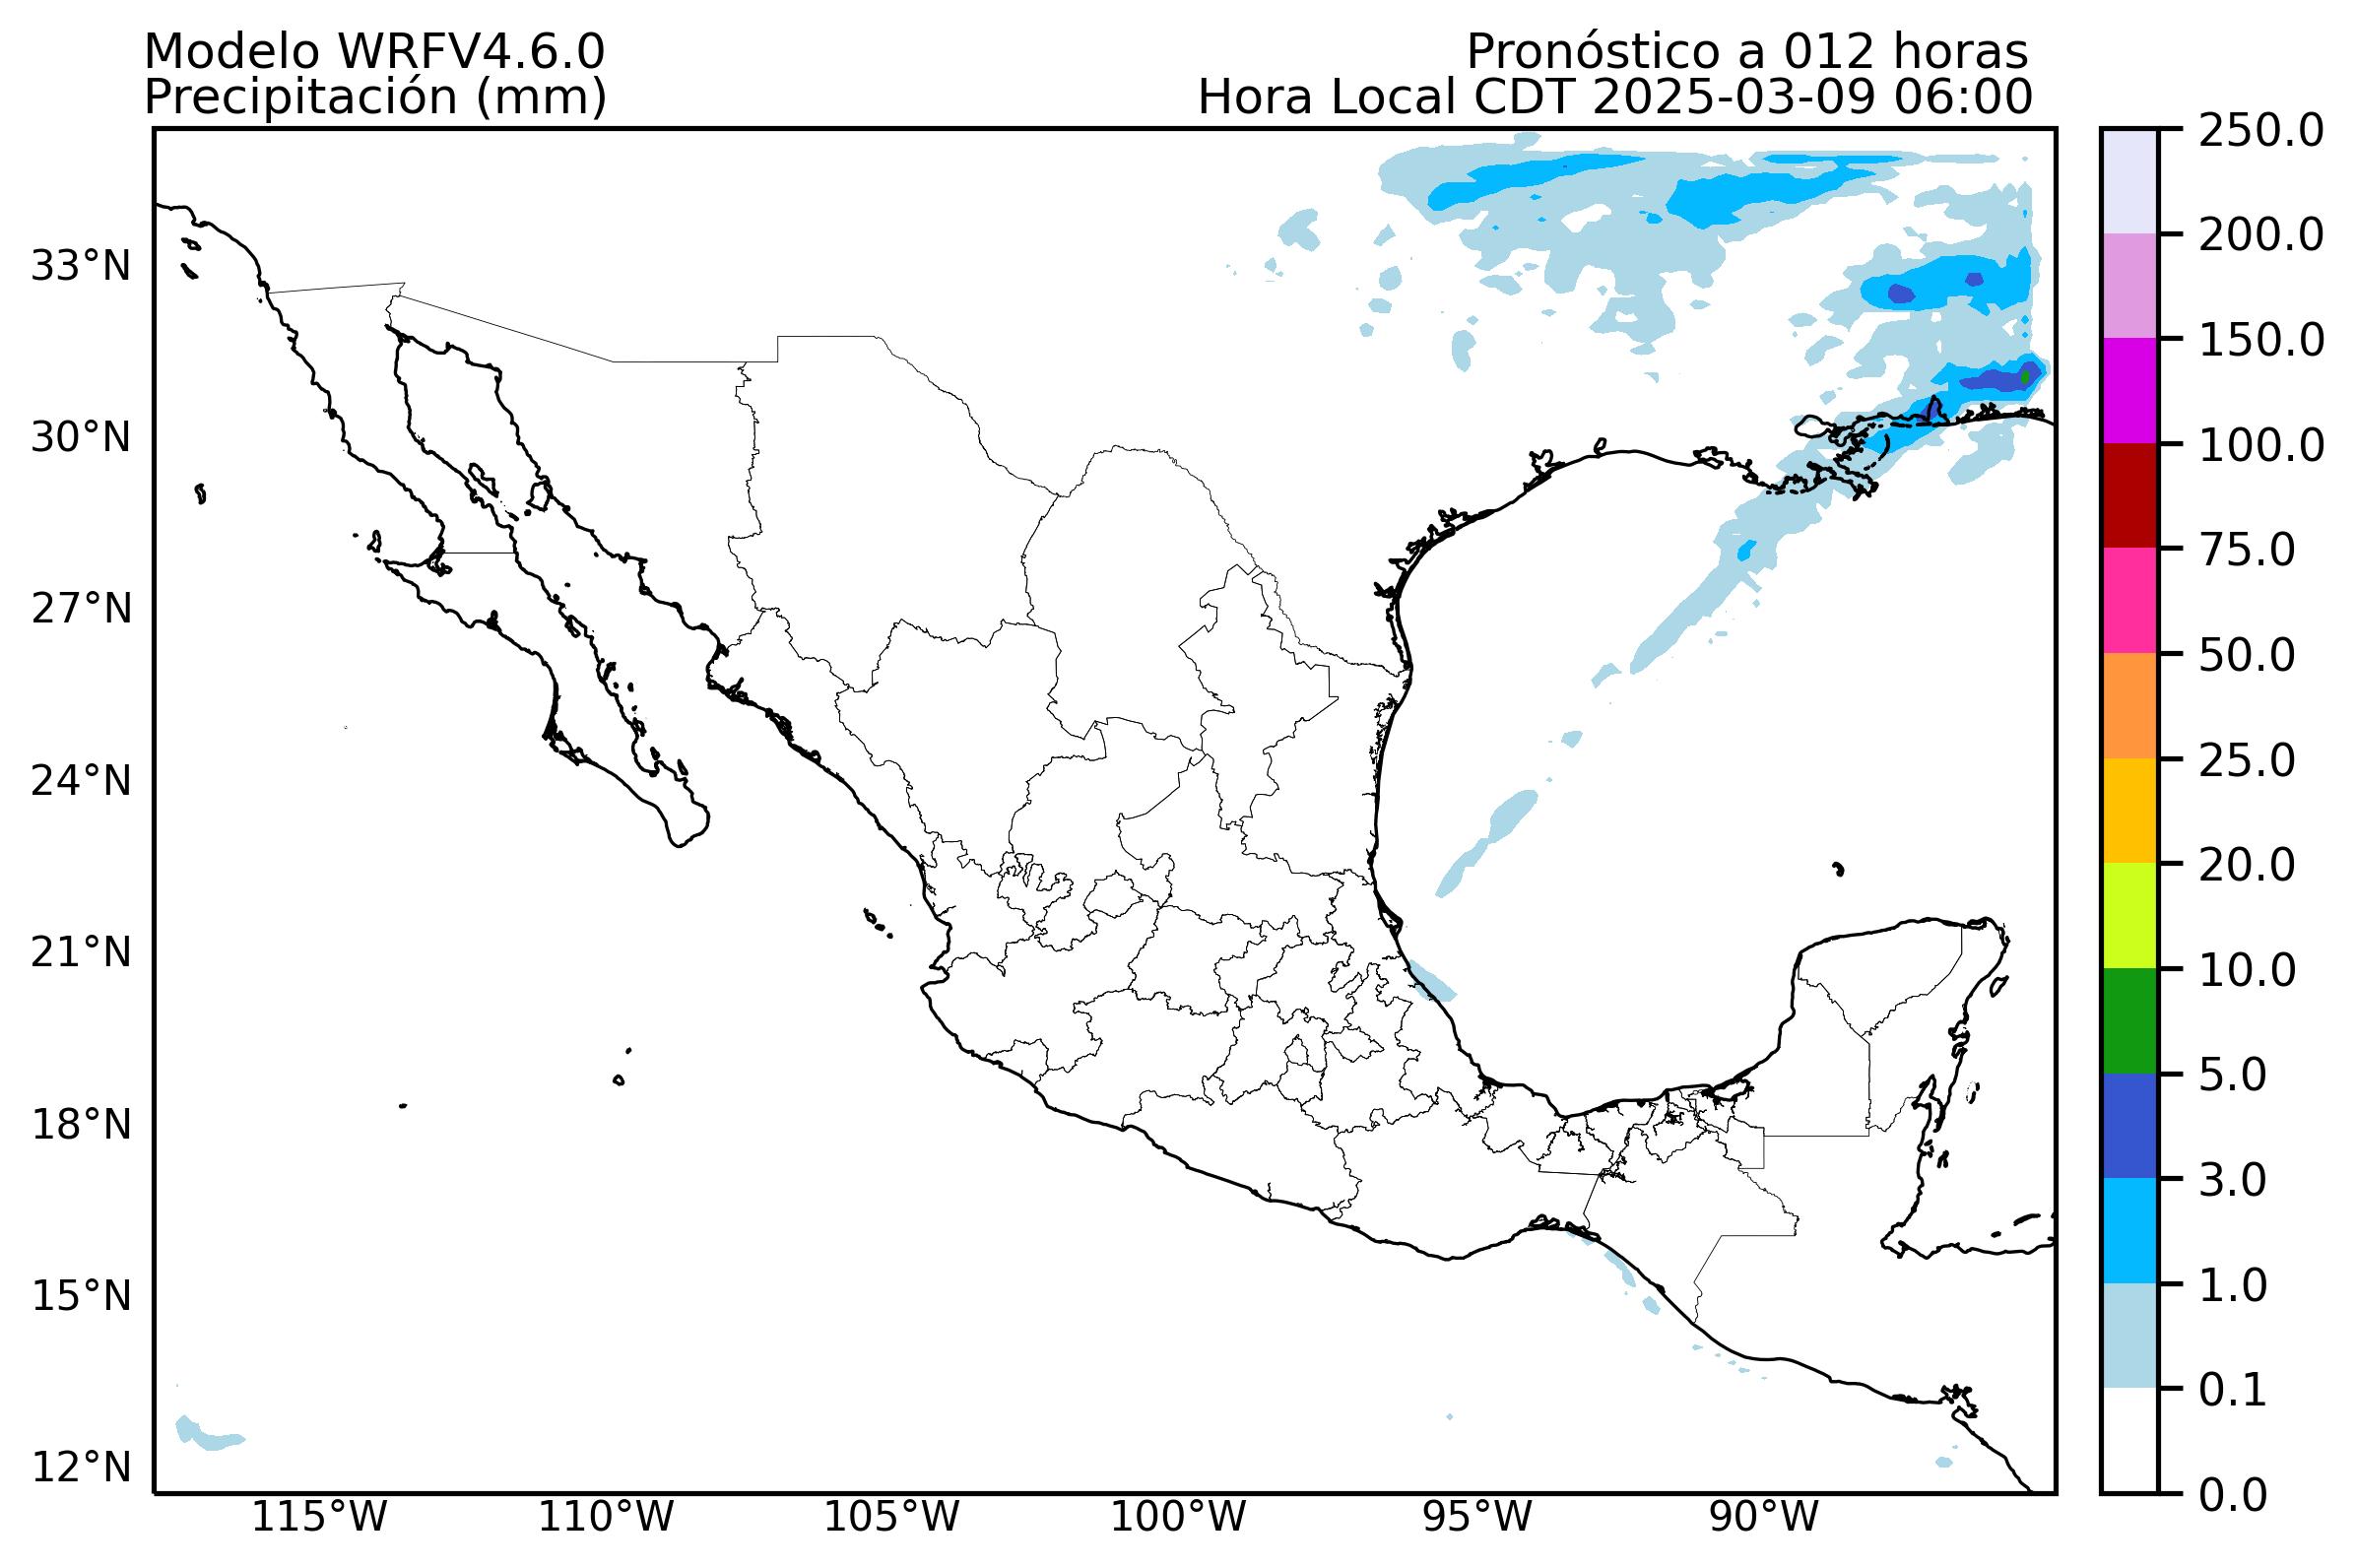 Modelo WRFV4.6.0
Precipitación (mm)
Pronóstico a 012 horas
Hora Local CDT 2025-03-09 06:00
33°N
30°N
27°N
24°N
21°N
18°N
15°N
12°N
115°W
110°W
105°W
100°W
95°W
90°W
250.0
200.0
150.0
100.0
75.0
50.0
25.0
20.0
10.0
5.0
3.0
1.0
0.1
0.0